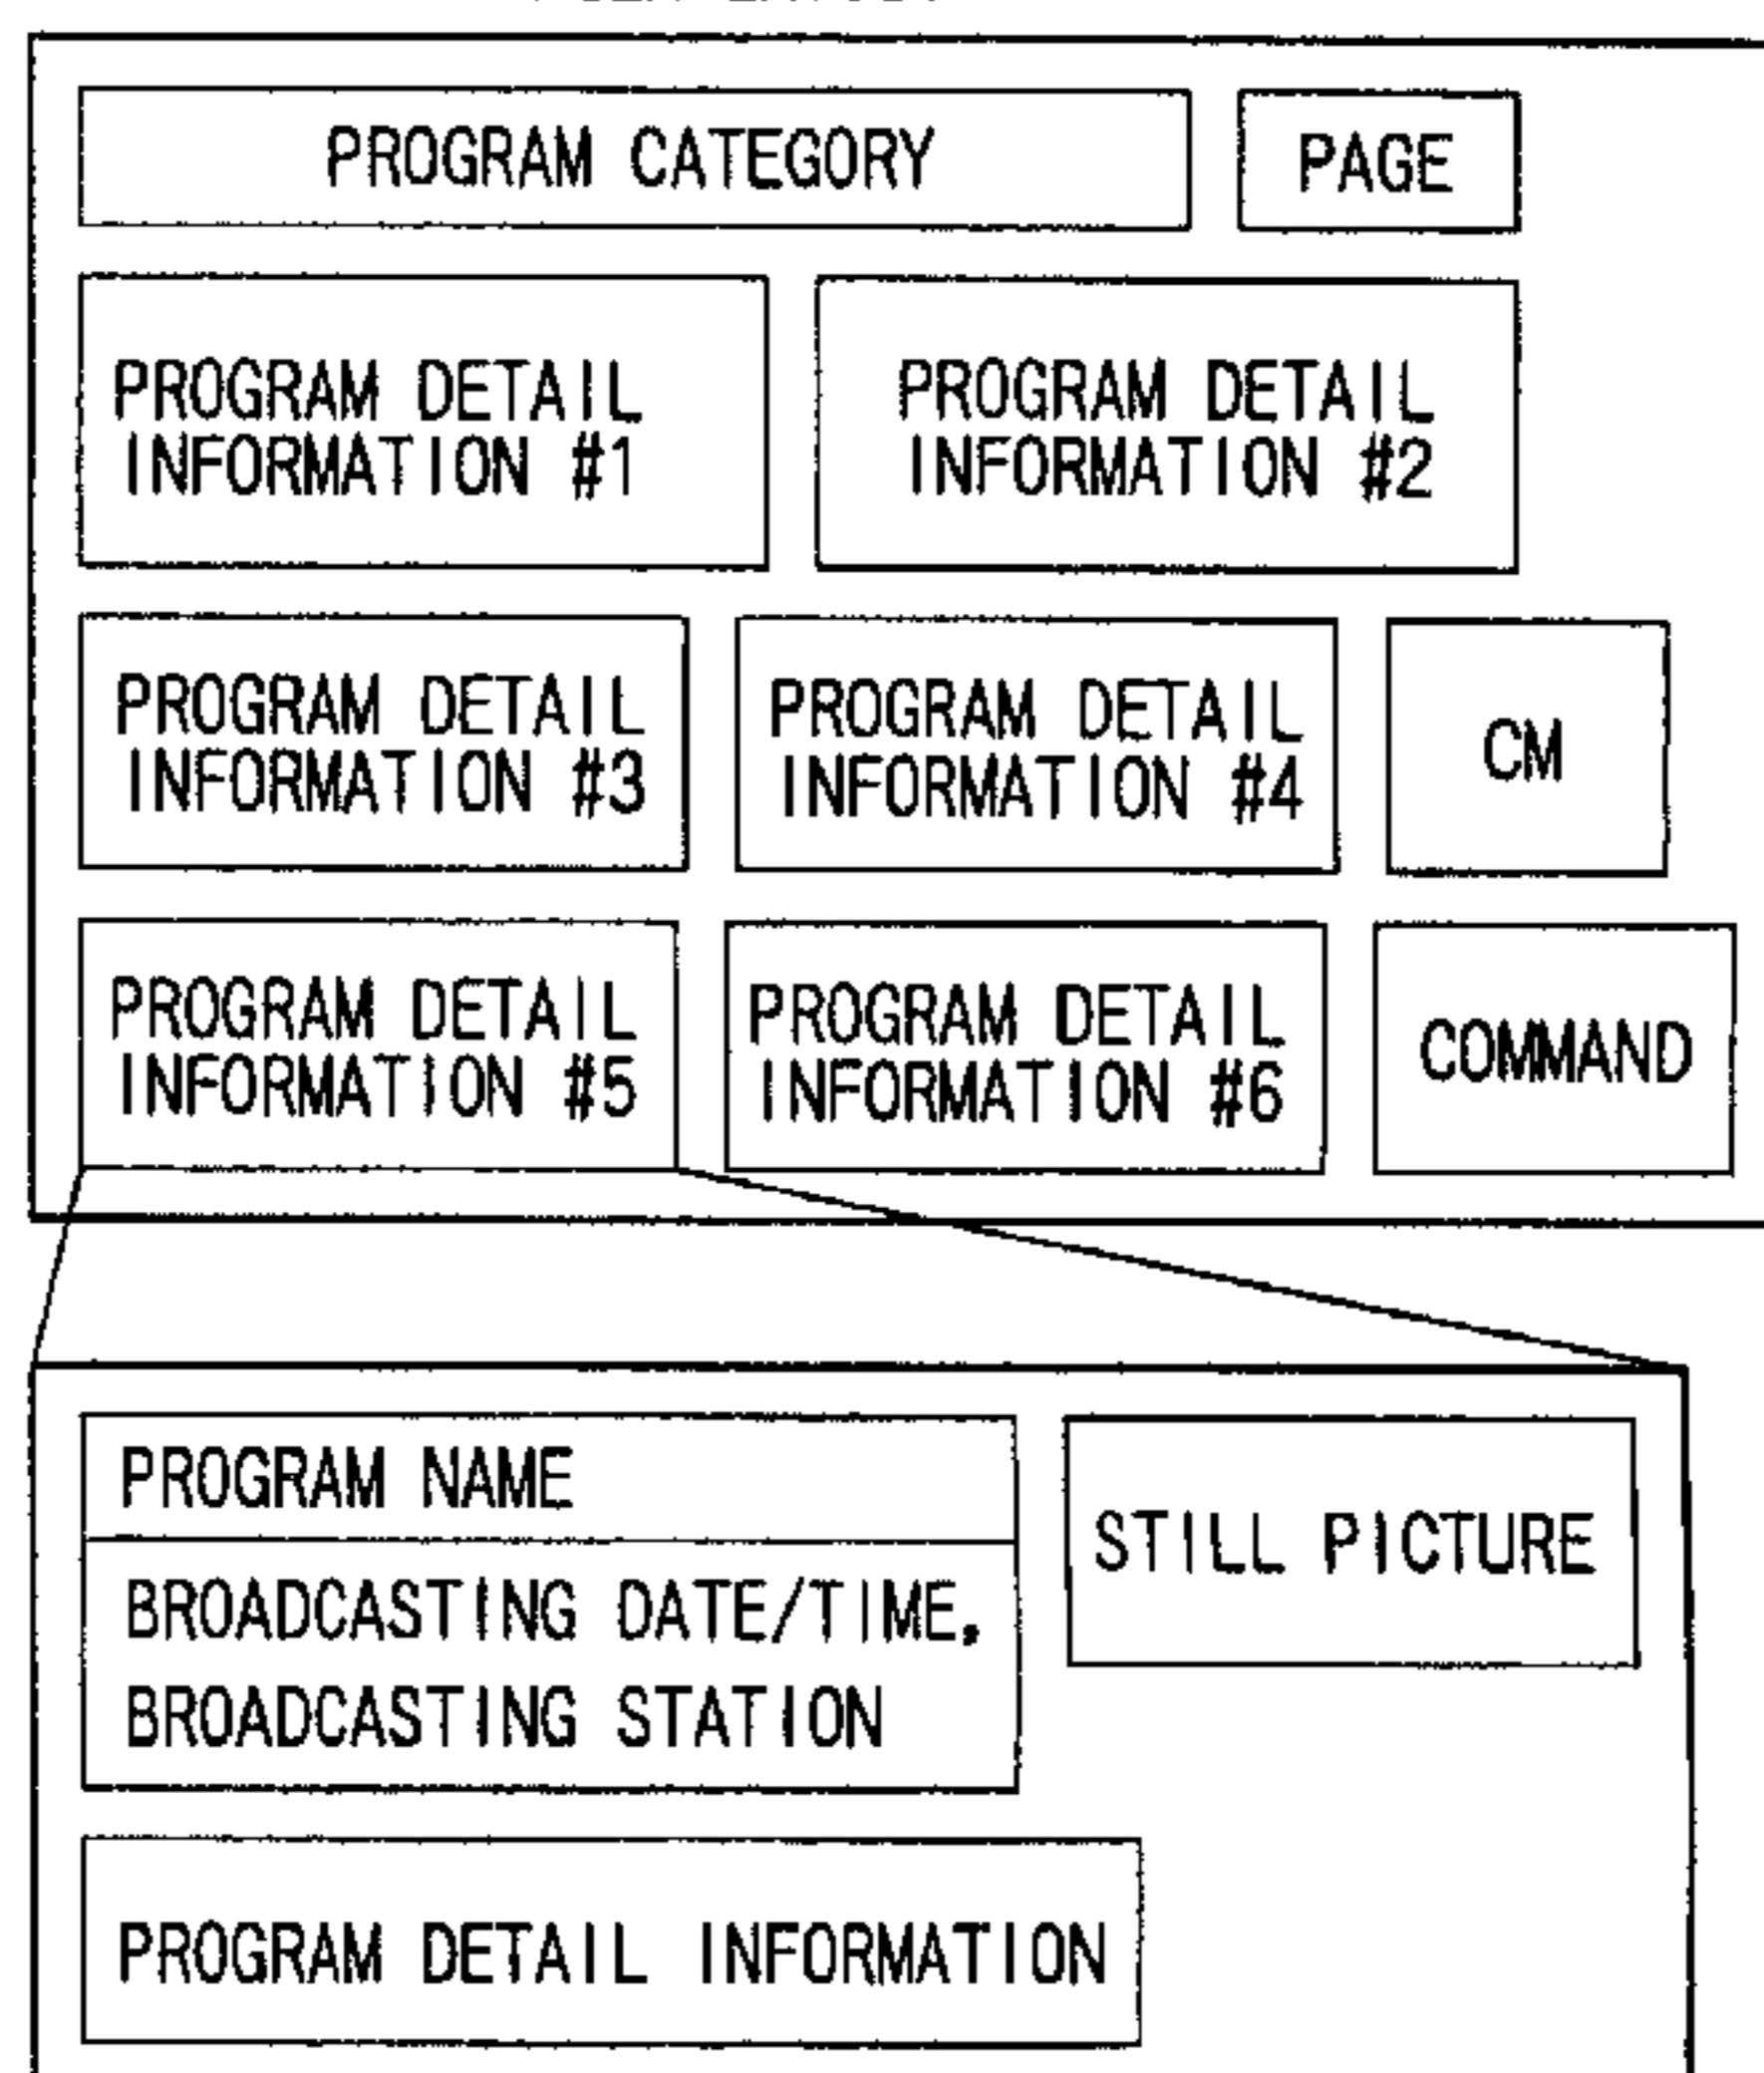 PROGRAM CATEGORY
PAGE
PROGRAM DETAIL
INFORMATION #1
PROGRAM DETAIL
INFORMATION #2
PROGRAM DETAIL
INFORMATION #3
PROGRAM DETAIL
INFORMATION #4
CM
PROGRAM DETAIL
INFORMATION #5
PROGRAM DETAIL
INFORMATION #6
COMMAND
PROGRAM NAME
BROADCASTING DATE/TIME,
BROADCASTING STATION
STILL PICTURE
PROGRAM DETAIL INFORMATION